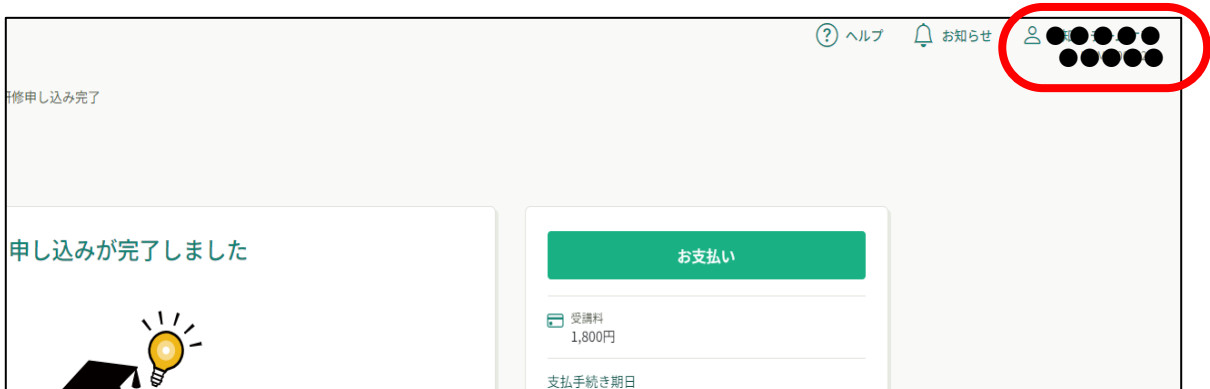 ヘルプ お知らせ
修申し込み完了
申し込みが完了しました
お支払い
受講料
1,800円
支払手続き期日